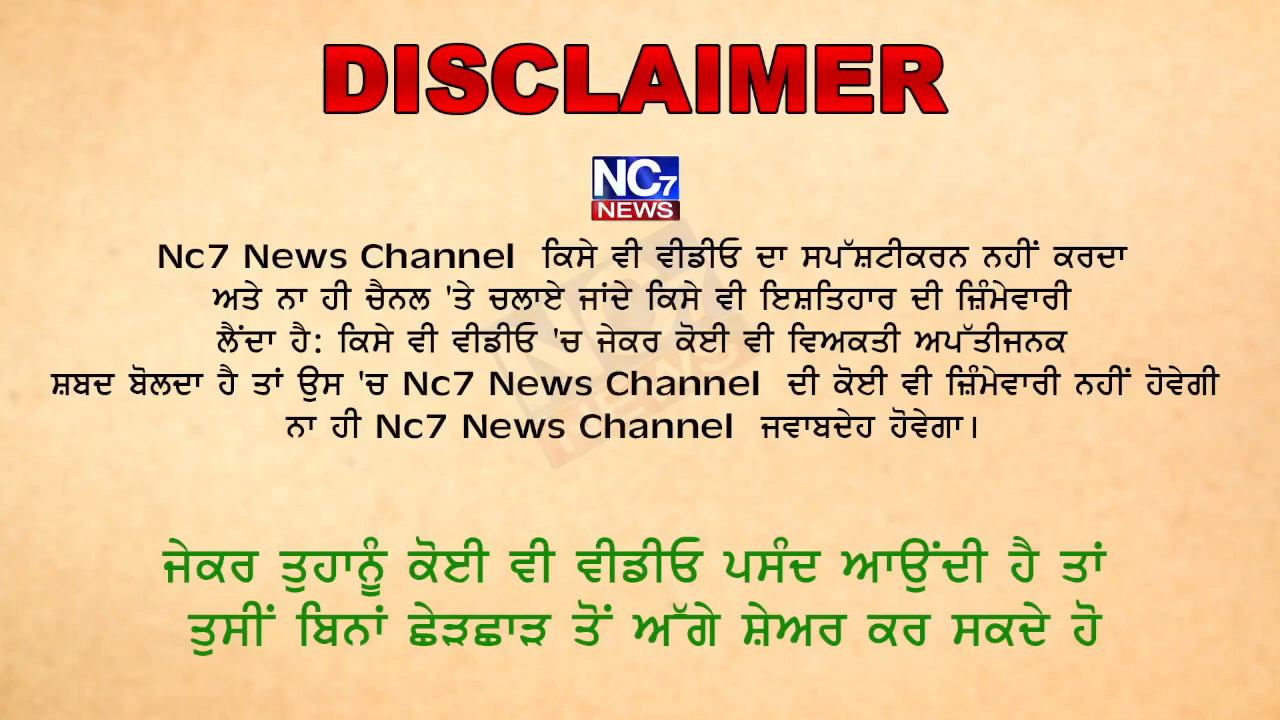 DISCLAIMER
NC7
NEWS
Nc7 News Channel ਕਿਸੇ ਵੀ ਵੀਡੀਓ ਦਾ ਸਪੱਸ਼ਟੀਕਰਨ ਨਹੀਂ ਕਰਦਾ
ਅਤੇ ਨਾ ਹੀ ਚੈਨਲ 'ਤੇ ਚਲਾਏ ਜਾਂਦੇ ਕਿਸੇ ਵੀ ਇਸ਼ਤਿਹਾਰ ਦੀ ਜ਼ਿੰਮੇਵਾਰੀ
ਲੈਂਦਾ ਹੈ: ਕਿਸੇ ਵੀ ਵੀਡੀਓ 'ਚ ਜੇਕਰ ਕੋਈ ਵੀ ਵਿਅਕਤੀ ਅਪੱਤੀਜਨਕ
ਸ਼ਬਦ ਬੋਲਦਾ ਹੈ ਤਾਂ ਉਸ 'ਚ Nc7 News Channel ਦੀ ਕੋਈ ਵੀ ਜ਼ਿੰਮੇਵਾਰੀ ਨਹੀਂ ਹੋਵੇਗੀ
ਨਾ ਹੀ Nc7 News Channel ਜਵਾਬਦੇਹ ਹੋਵੇਗਾ।
ਜੇਕਰ ਤੁਹਾਨੂੰ ਕੋਈ ਵੀ ਵੀਡੀਓ ਪਸੰਦ ਆਉਂਦੀ ਹੈ ਤਾਂ
ਤੁਸੀਂ ਬਿਨਾਂ ਛੇੜਛਾੜ ਤੋਂ ਅੱਗੇ ਸ਼ੇਅਰ ਕਰ ਸਕਦੇ ਹੋ